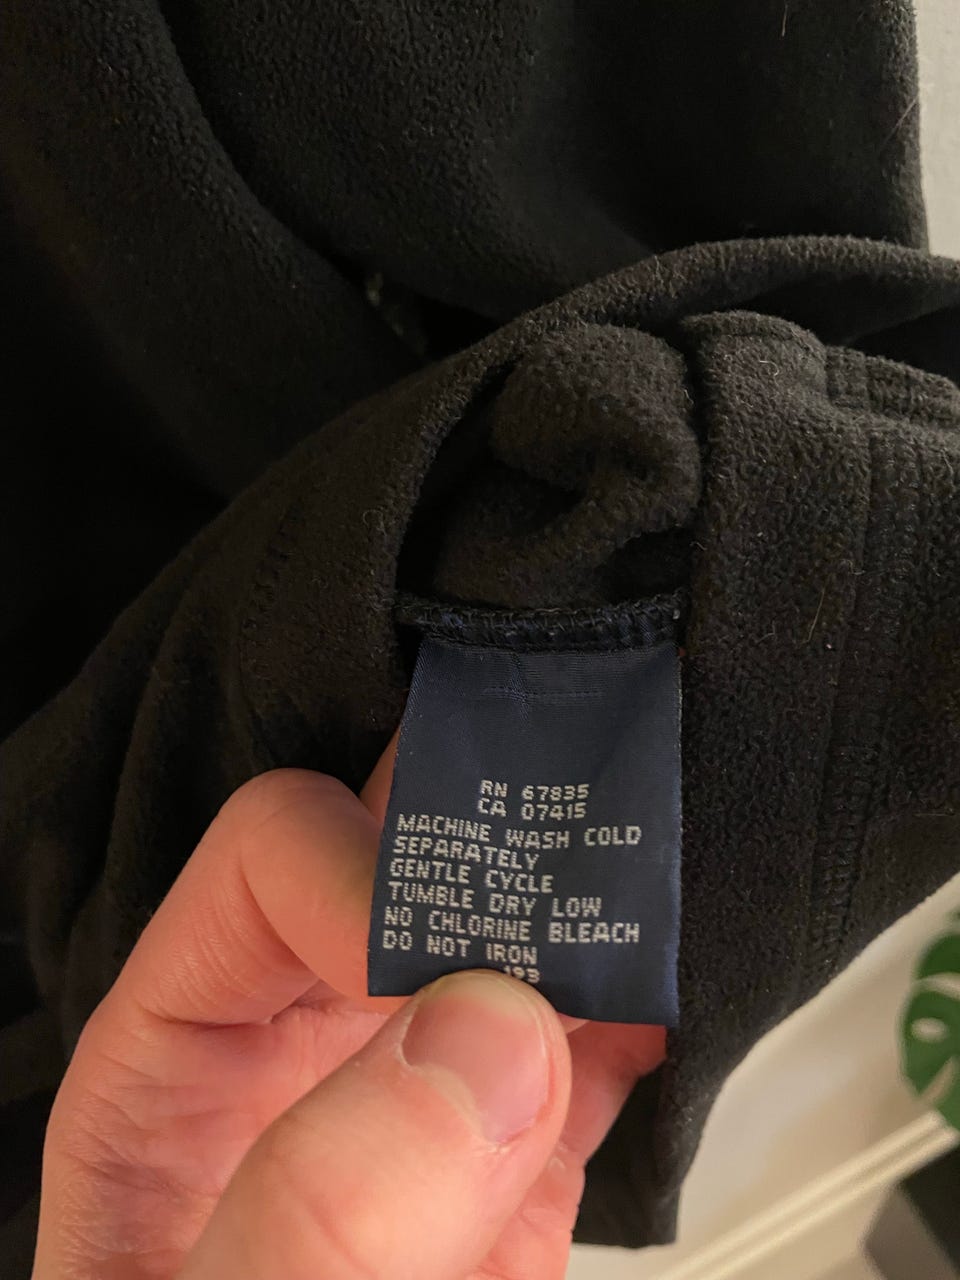 RN 67835
CA 07415
MACHINE WASH COLD
SEPARATELY
GENTLE CYCLE
TUMBLE DRY LOW
NO CHLORINE BLEACH
DO NOT IRON
193